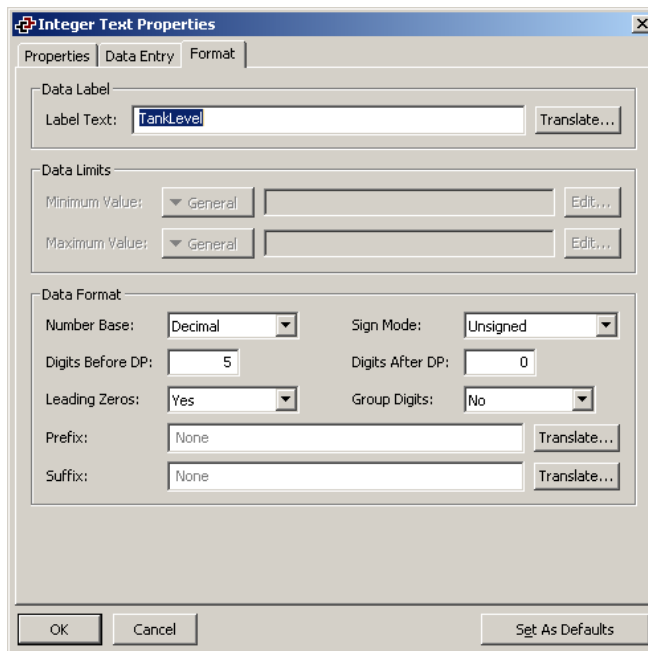 Integer Text Properties
Properties Data Entry Format
Data Label
Label Text: TankLevel Translate...
Data Limits
Minimum Value: General Edit...
Maximum Value: General Edit...
Data Format
Number Base: Decimal Sign Mode: Unsigned
Digits Before DP: 5 Digits After DP: 0
Leading Zeros: Yes Group Digits: No
Prefix: None Translate...
Suffix: None Translate...
OK Cancel Set As Defaults